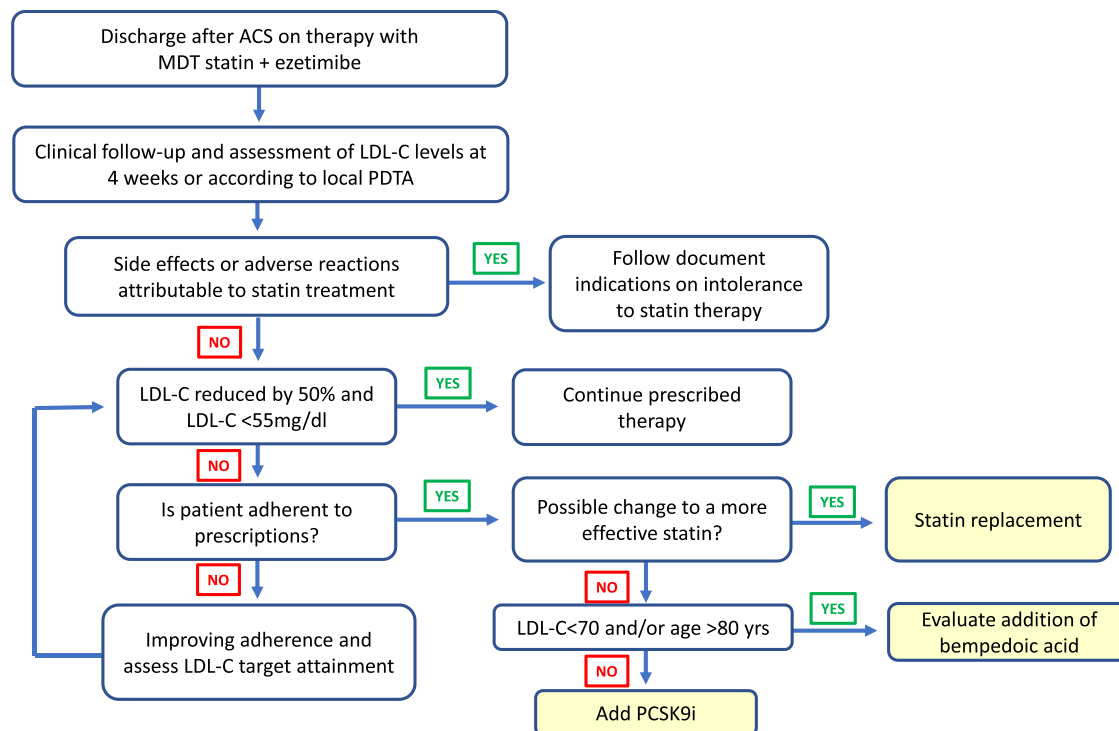 Discharge after ACS on therapy with
MDT statin + ezetimibe
Clinical follow-up and assessment of LDL-C levels at
4 weeks or according to local PDTA
Side effects or adverse reactions
attributable to statin treatment
YES
Follow document
indications on intolerance
to statin therapy
NO
LDL-C reduced by 50% and
LDL-C <55mg/dl
YES
Continue prescribed
therapy
NO
Is patient adherent to
prescriptions?
YES
Possible change to a more
effective statin?
YES
Statin replacement
NO
Improving adherence and
assess LDL-C target attainment
NO
LDL-C<70 and/or age >80 yrs
YES
Evaluate addition of
bempedoic acid
NO
Add PCSK9i